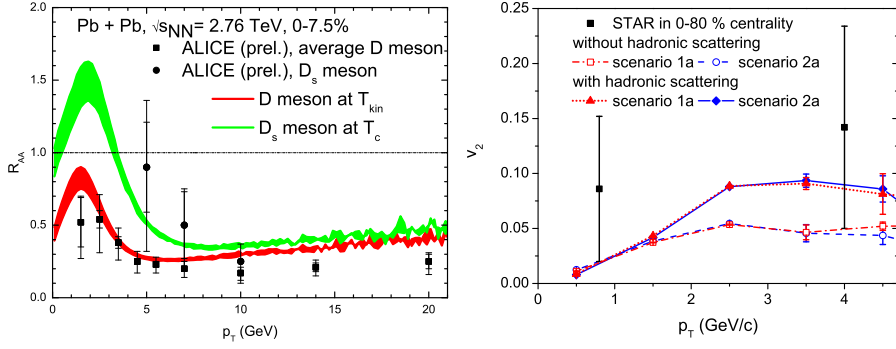 Pb + Pb, √sNN= 2.76 TeV, 0-7.5%
ALICE (prel.), average D meson
ALICE (prel.), Ds meson
D meson at Tkin
Ds meson at Tc
RAA
2.0
1.5
1.0
0.5
0.0
0
5
10
15
20
pT (GeV)
STAR in 0-80 % centrality
without hadronic scattering
scenario 1a
scenario 2a
with hadronic scattering
scenario 1a
scenario 2a
v2
0.25
0.20
0.15
0.10
0.05
0.00
0
1
2
3
4
pT (GeV/c)